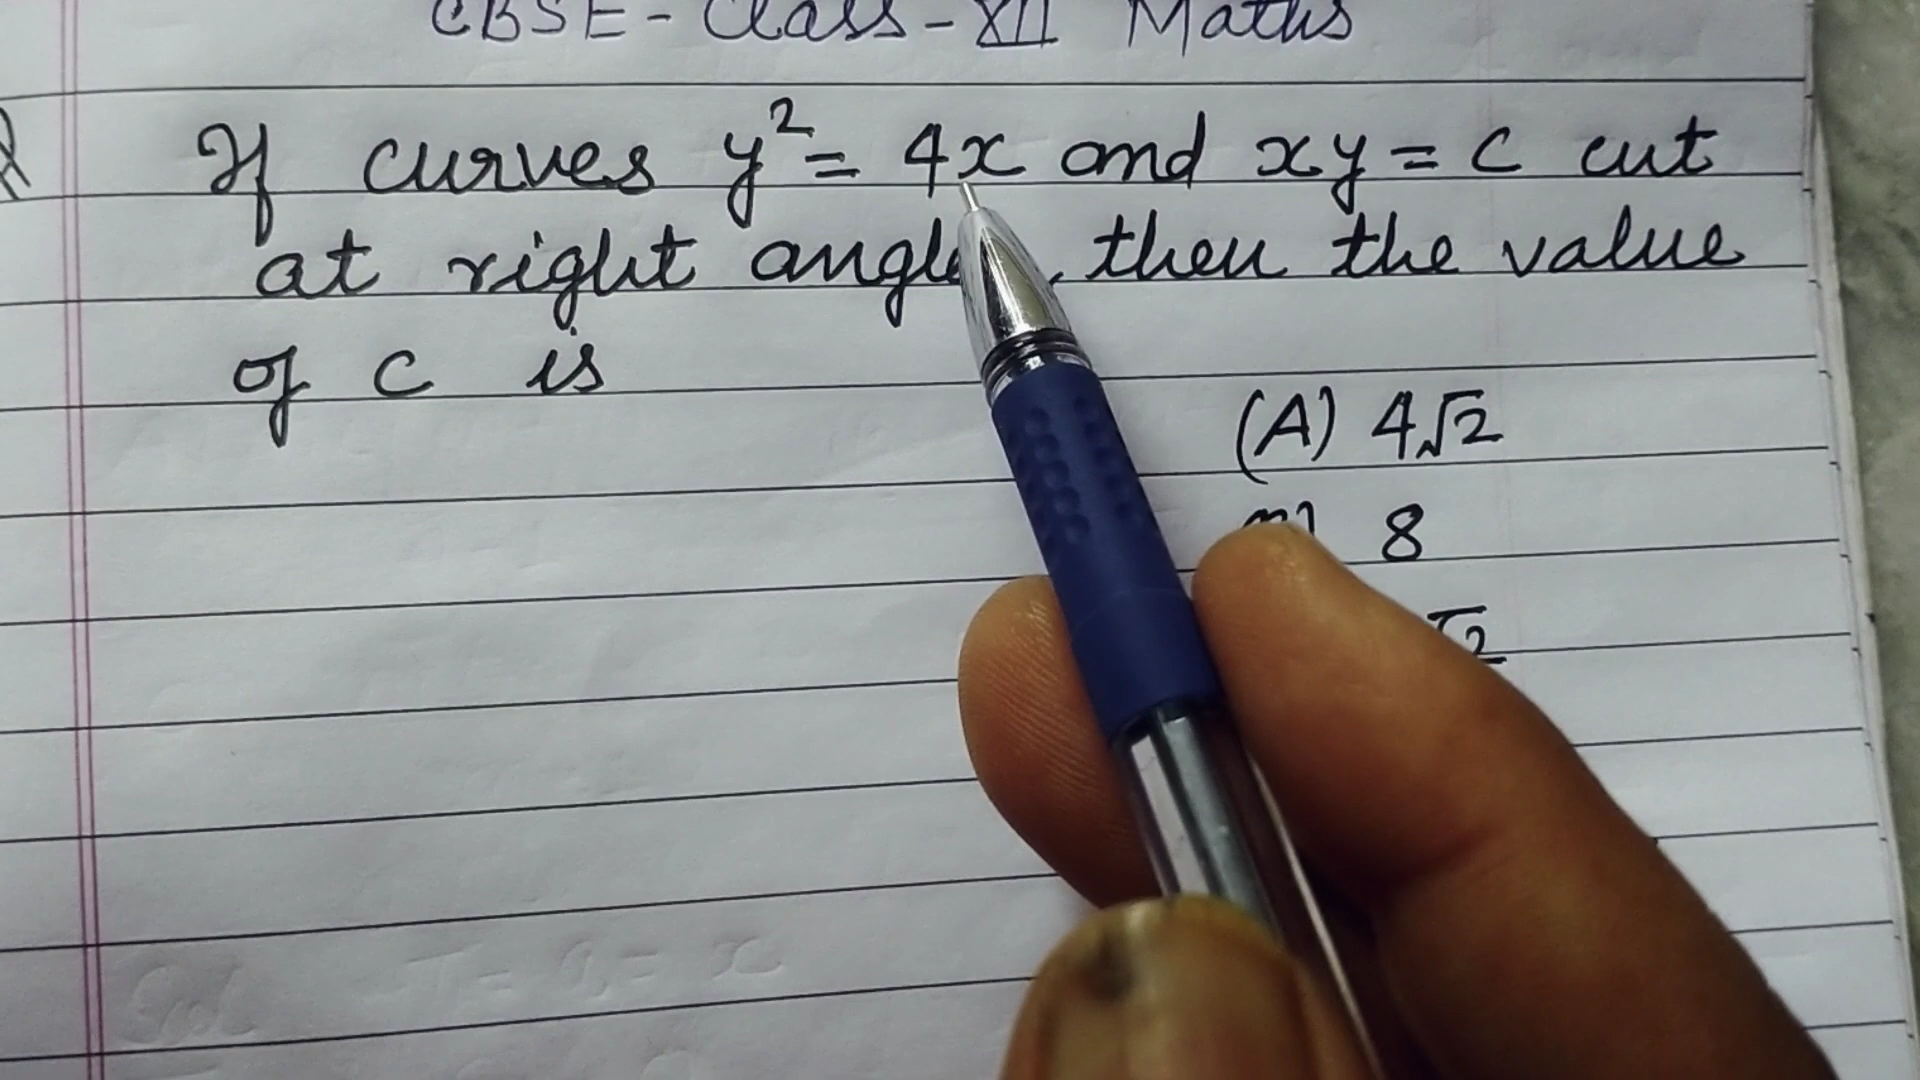 CBSE - Class - XII Maths
If curves y² = 4x and xy = c cut
at right angle, then the value
of c is
(A) 4√2
8
√2